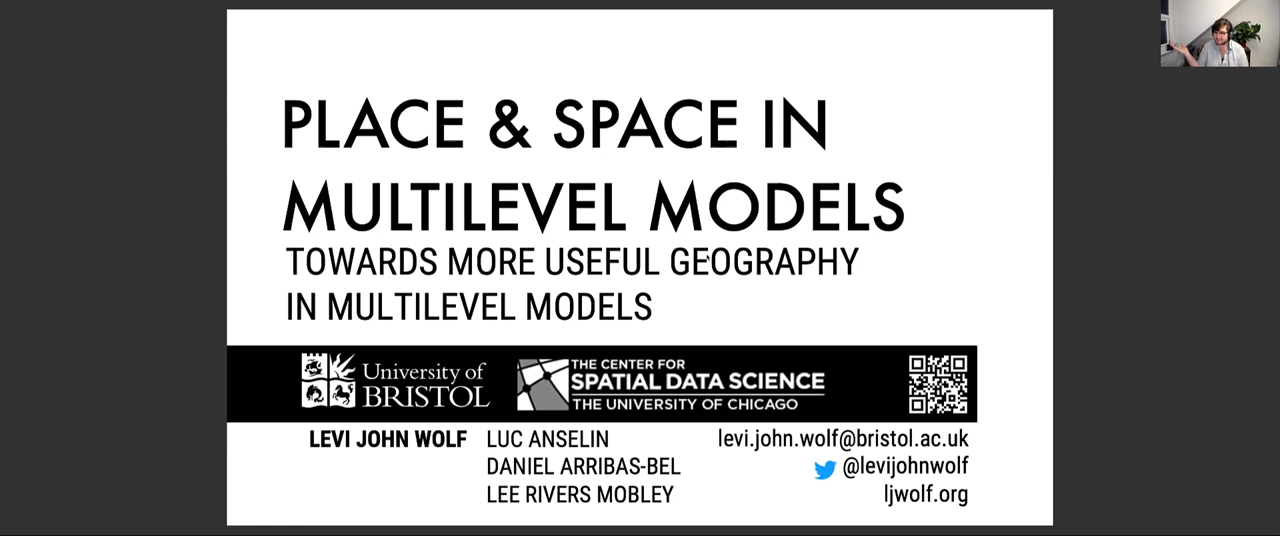 PLACE & SPACE IN
MULTILEVEL MODELS
TOWARDS MORE USEFUL GEOGRAPHY
IN MULTILEVEL MODELS
University of
BRISTOL
THE CENTER FOR
SPATIAL DATA SCIENCE
THE UNIVERSITY OF CHICAGO
LEVI JOHN WOLF
LUC ANSELIN
DANIEL ARRIBAS-BEL
LEE RIVERS MOBLEY
levi.john.wolf@bristol.ac.uk
@levijohnwolf
ljwolf.org